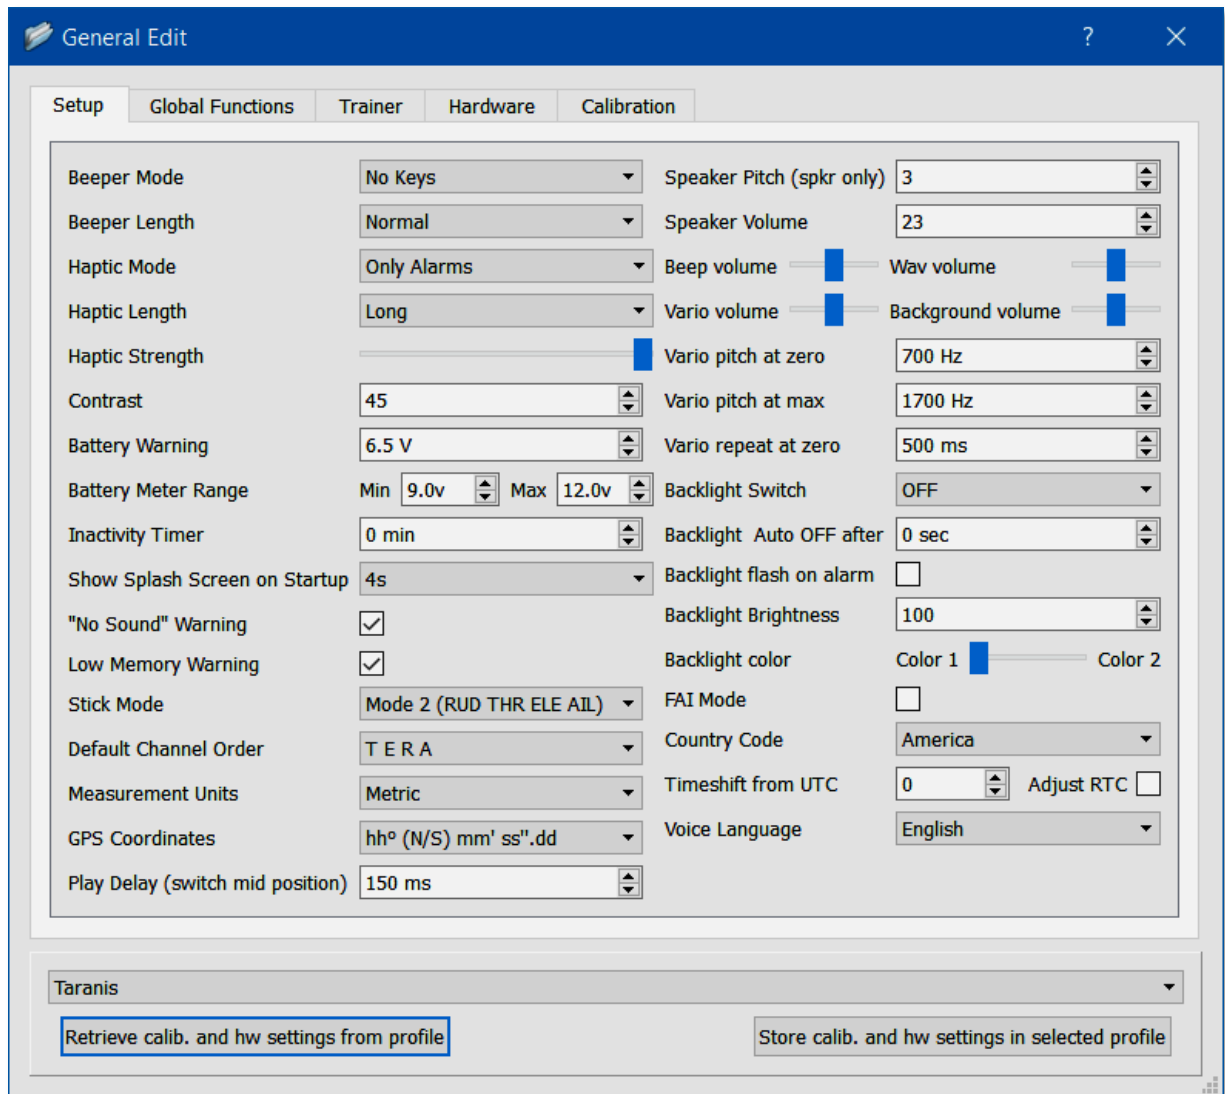 General Edit
Setup Global Functions Trainer Hardware Calibration
Beeper Mode No Keys
Beeper Length Normal
Haptic Mode Only Alarms
Haptic Length Long
Haptic Strength
Contrast 45
Battery Warning 6.5 V
Battery Meter Range Min 9.0v Max 12.0v
Inactivity Timer 0 min
Show Splash Screen on Startup 4s
"No Sound" Warning
Low Memory Warning
Stick Mode Mode 2 (RUD THR ELE AIL)
Default Channel Order T E R A
Measurement Units Metric
GPS Coordinates hhº (N/S) mm' ss".dd
Play Delay (switch mid position) 150 ms
Speaker Pitch (spkr only) 3
Speaker Volume 23
Beep volume Wav volume
Vario volume Background volume
Vario pitch at zero 700 Hz
Vario pitch at max 1700 Hz
Vario repeat at zero 500 ms
Backlight Switch OFF
Backlight Auto OFF after 0 sec
Backlight flash on alarm
Backlight Brightness 100
Backlight color Color 1 Color 2
FAI Mode
Country Code America
Timeshift from UTC 0 Adjust RTC
Voice Language English
Taranis
Retrieve calib. and hw settings from profile Store calib. and hw settings in selected profile